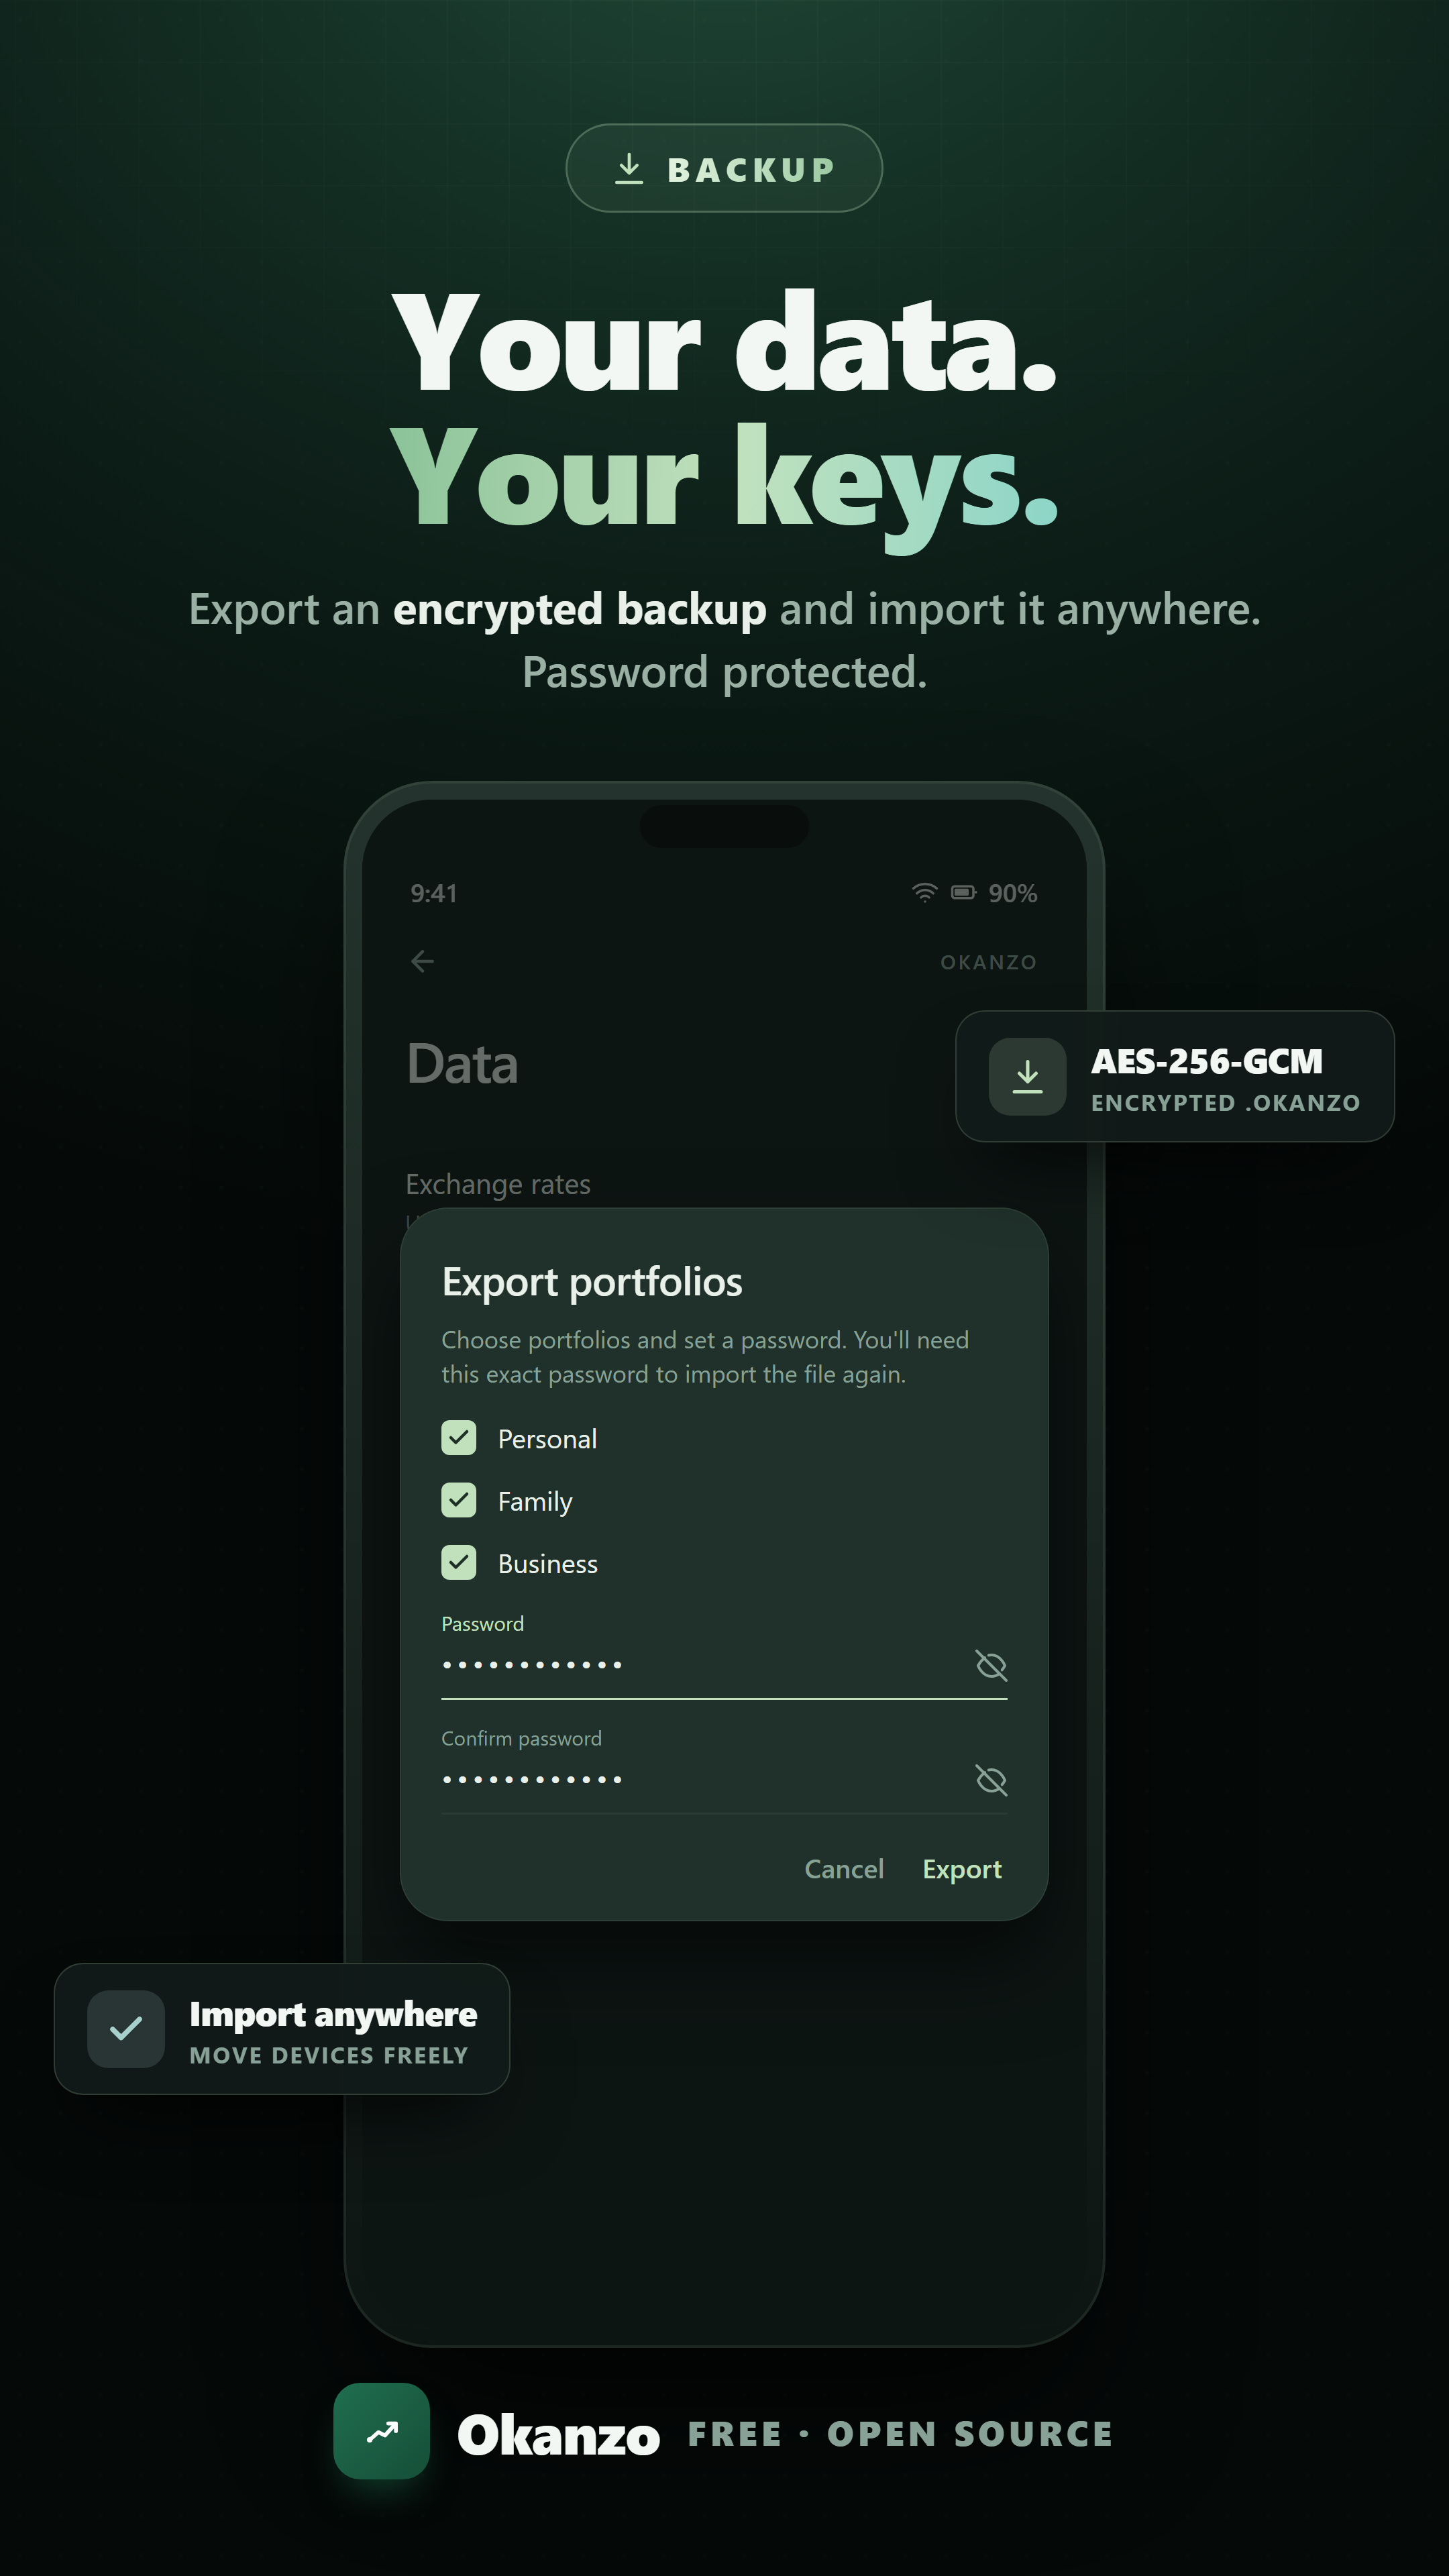 BACKUP
Your data.
Your keys.
Export an encrypted backup and import it anywhere.
Password protected.
9:41
90%
OKANZO
Data
AES-256-GCM
ENCRYPTED .OKANZO
Exchange rates
Export portfolios
Choose portfolios and set a password. You'll need
this exact password to import the file again.
Personal
Family
Business
Password
••••••••••••
Confirm password
••••••••••••
Cancel Export
Import anywhere
MOVE DEVICES FREELY
Okanzo FREE · OPEN SOURCE